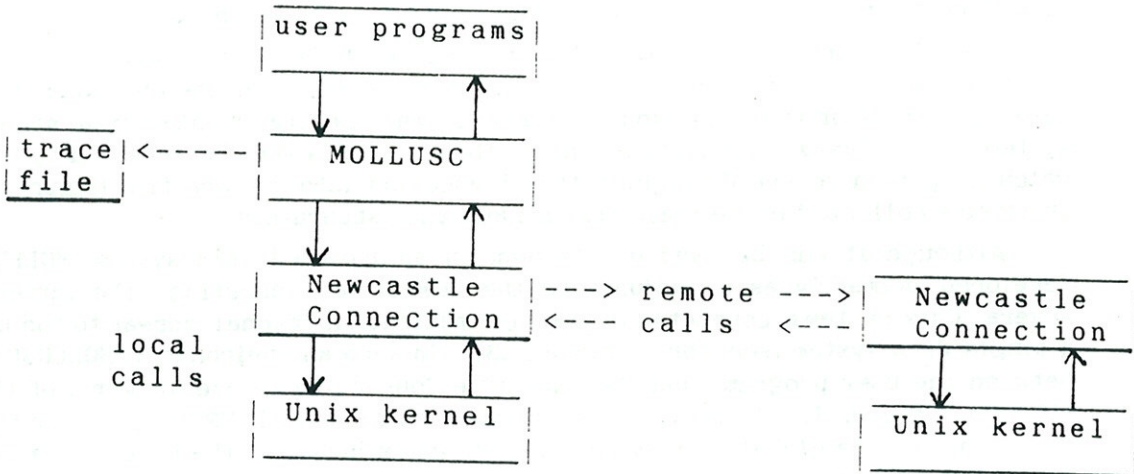 user programs
trace
file
<-----
MOLLUSC
Newcastle
Connection
---> remote --->
<--- calls <---
Newcastle
Connection
local
calls
Unix kernel
Unix kernel